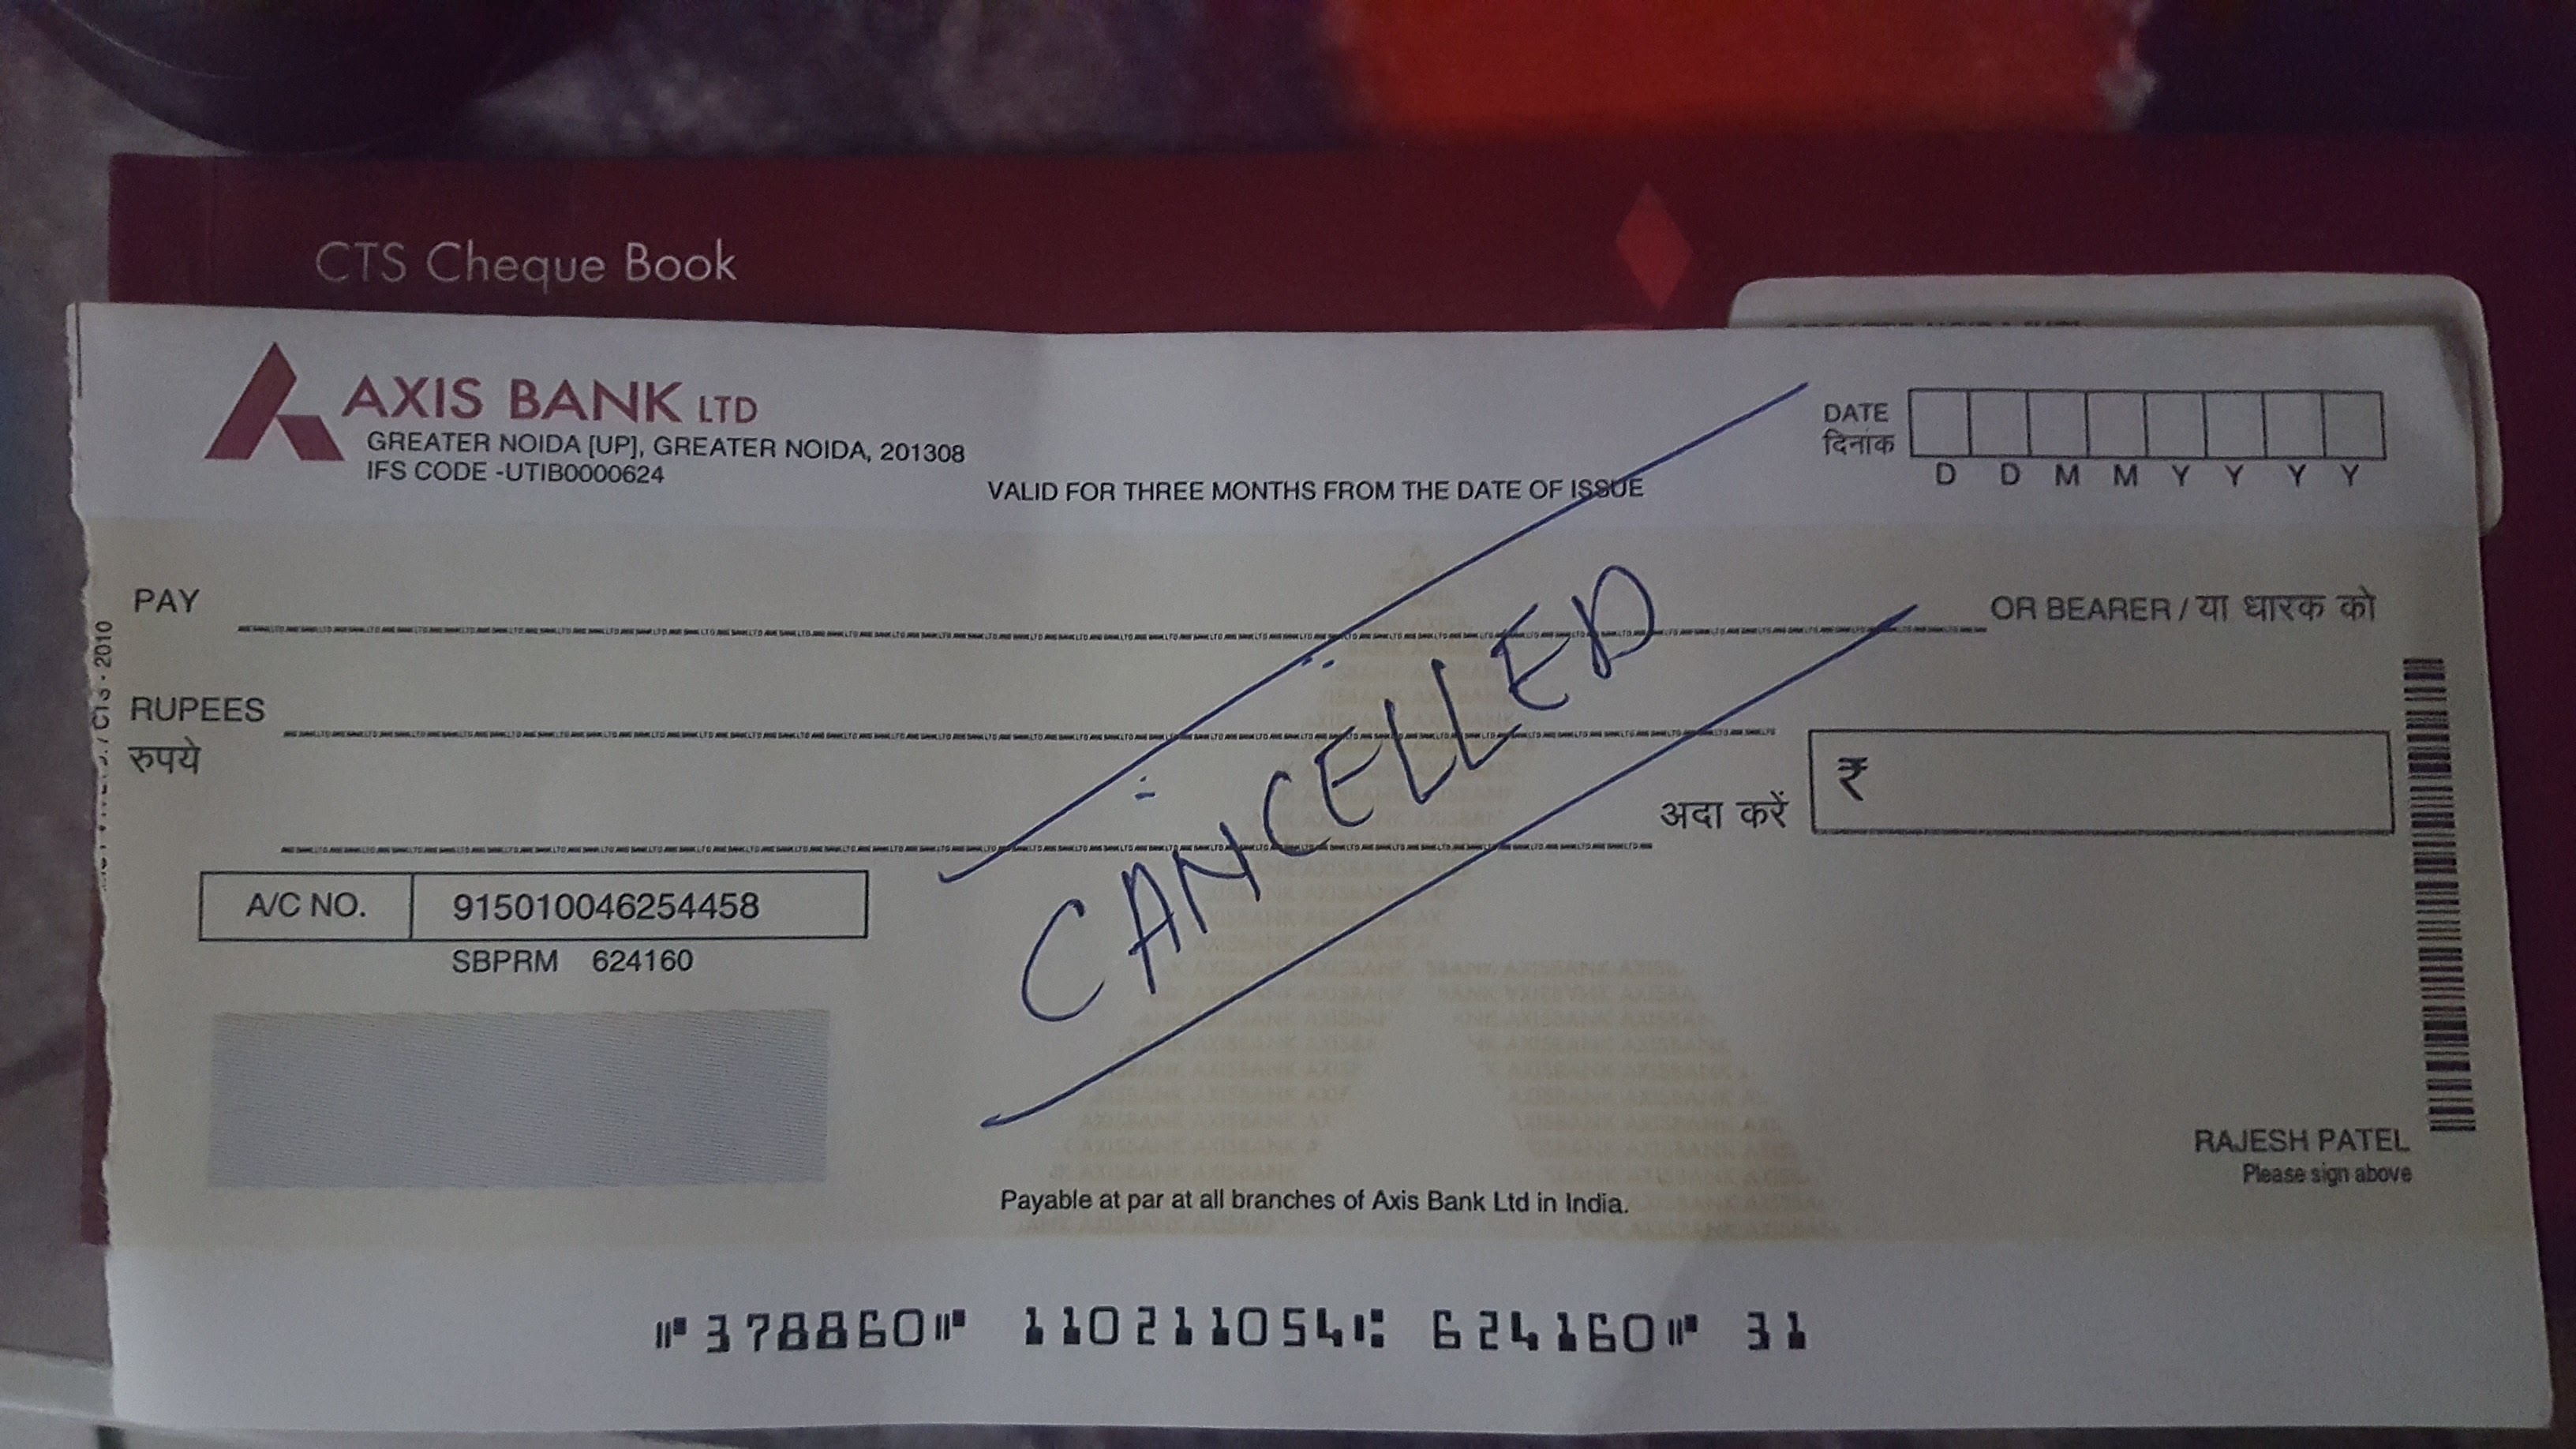 CTS Cheque Book
AXIS BANK LTD
GREATER NOIDA [UP], GREATER NOIDA, 201308
IFS CODE -UTIB0000624
VALID FOR THREE MONTHS FROM THE DATE OF ISSUE
DATE
दिनांक
D D M M Y Y Y Y
PAY
OR BEARER / या धारक को
RUPEES
रुपये
अदा करें
₹
A/C NO. 915010046254458
SBPRM 624160
CANCELLED
CTS - 2010
RAJESH PATEL
Please sign above
Payable at par at all branches of Axis Bank Ltd in India.
⑈378860⑈ 110211054⑆ 624160⑈ 31